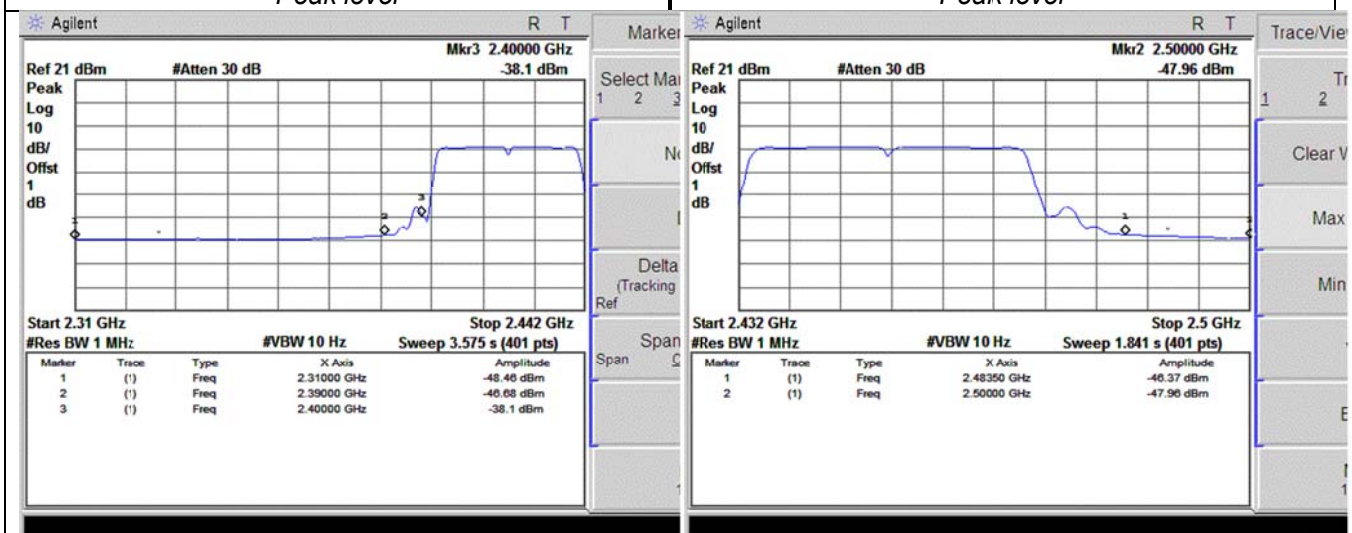 Peak level
Peak level
Agilent R T
Marker
Mkr3 2.40000 GHz
Ref 21 dBm #Atten 30 dB -38.1 dBm
Peak
Log
10
dB/
Offst
1
dB
1
2
3
Start 2.31 GHz Stop 2.442 GHz
#Res BW 1 MHz #VBW 10 Hz Sweep 3.575 s (401 pts)
Marker Trace Type X Axis Amplitude
1 (1) Freq 2.31000 GHz -48.46 dBm
2 (1) Freq 2.39000 GHz -46.68 dBm
3 (1) Freq 2.40000 GHz -38.1 dBm
Select Mar
1 2 3
Delta
(Tracking
Ref
Span
Span
Agilent R T
Trace/Vie
Mkr2 2.50000 GHz
Ref 21 dBm #Atten 30 dB -47.96 dBm
Peak
Log
10
dB/
Offst
1
dB
1
Start 2.432 GHz Stop 2.5 GHz
#Res BW 1 MHz #VBW 10 Hz Sweep 1.841 s (401 pts)
Marker Trace Type X Axis Amplitude
1 (1) Freq 2.48350 GHz -46.37 dBm
2 (1) Freq 2.50000 GHz -47.96 dBm
Tr
1 2
Clear W
Max
Min